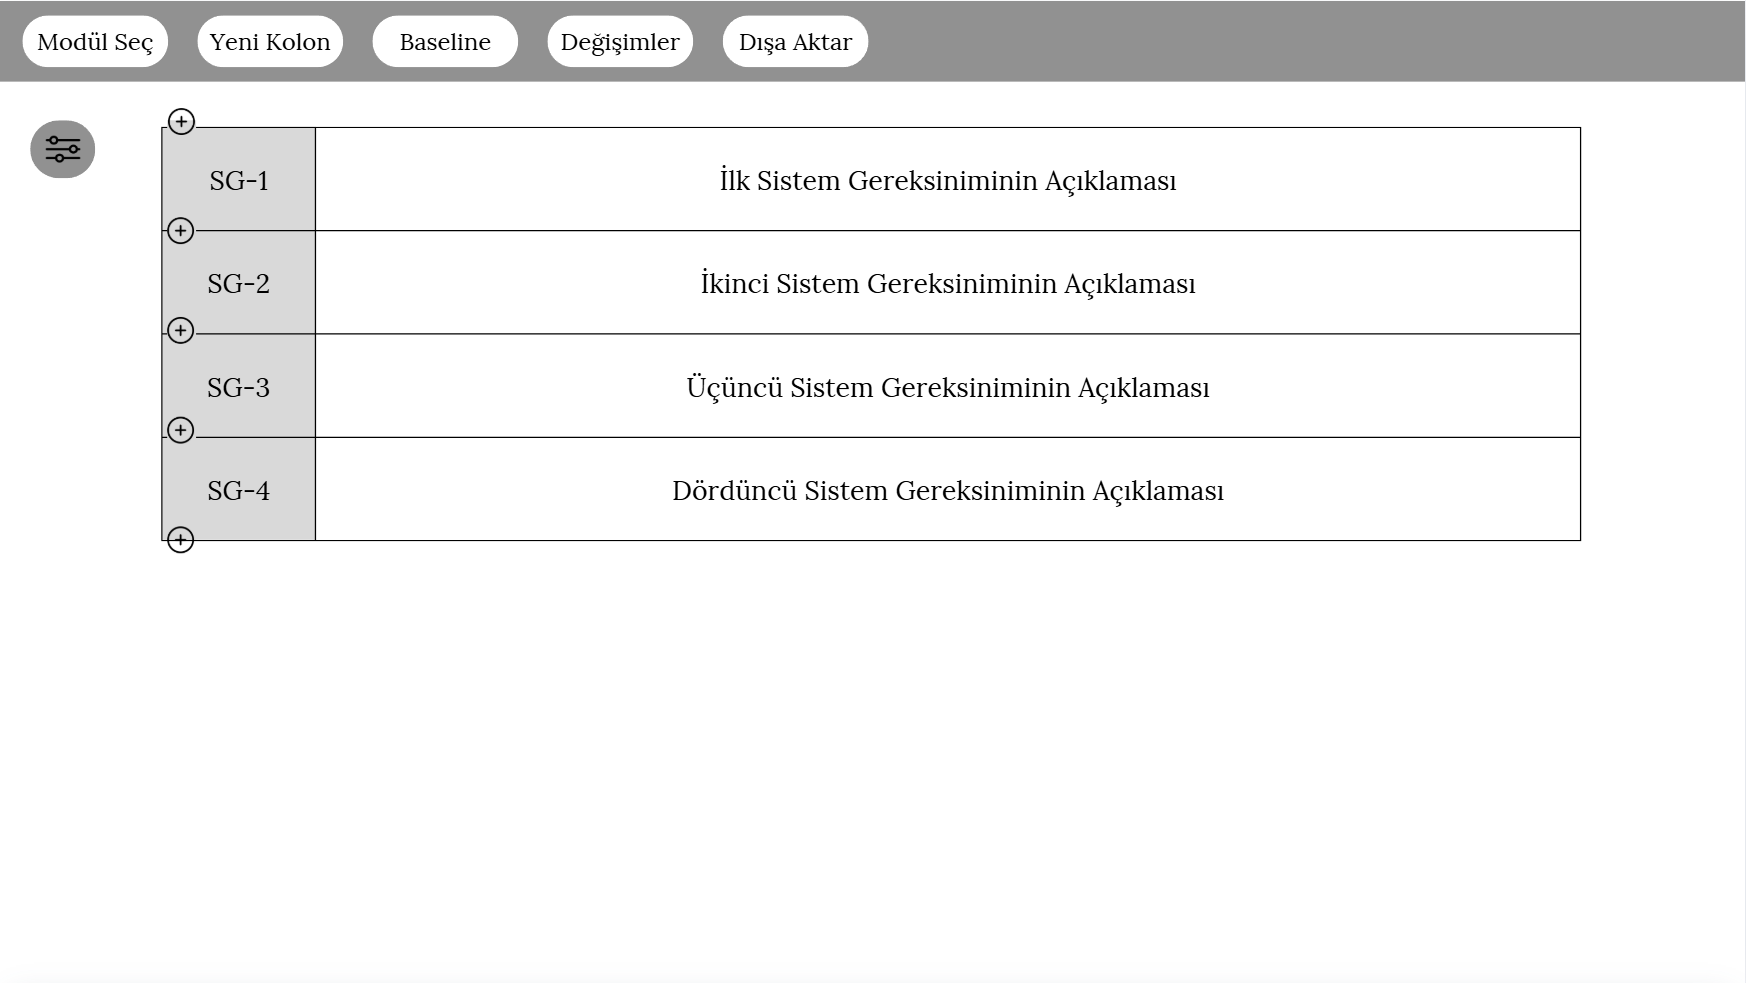 Modül Seç Yeni Kolon Baseline Değişimler Dışa Aktar
SG-1 İlk Sistem Gereksiniminin Açıklaması
SG-2 İkinci Sistem Gereksiniminin Açıklaması
SG-3 Üçüncü Sistem Gereksiniminin Açıklaması
SG-4 Dördüncü Sistem Gereksiniminin Açıklaması